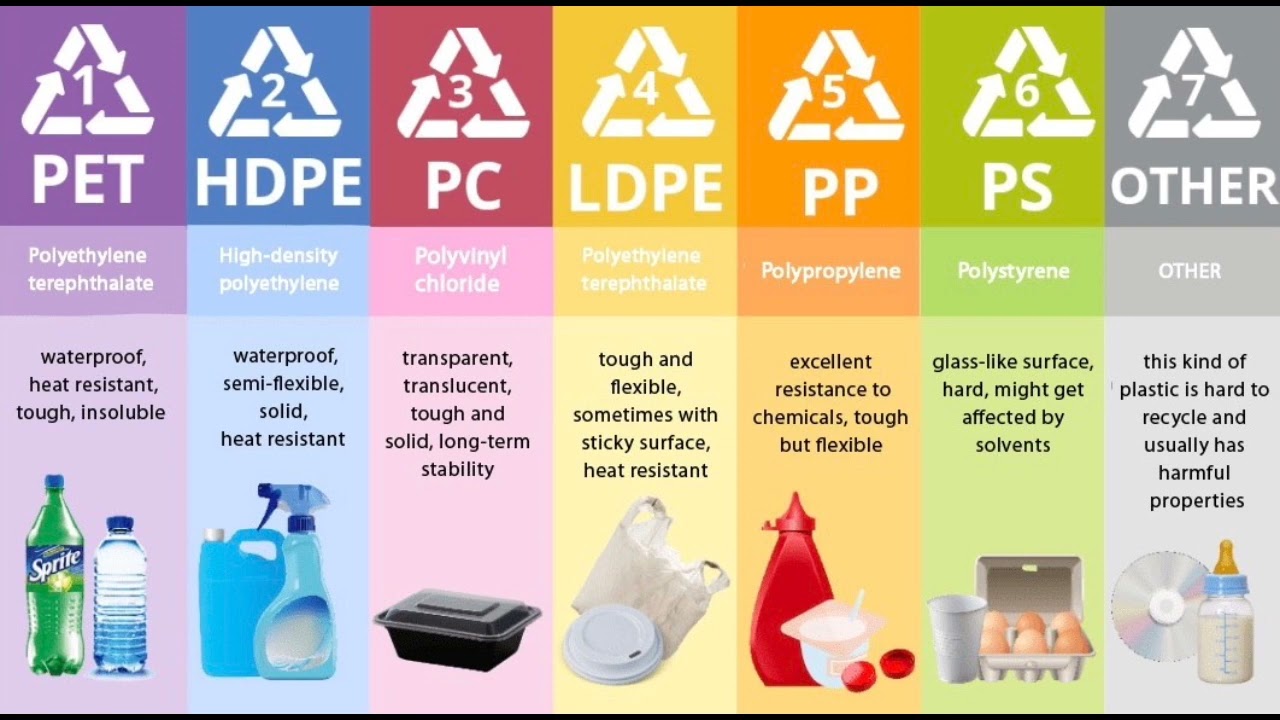 1
PET
Polyethylene
terephthalate
waterproof,
heat resistant,
tough, insoluble
Sprite
2
HDPE
High-density
polyethylene
waterproof,
semi-flexible,
solid,
heat resistant
3
PC
Polyvinyl
chloride
transparent,
translucent,
tough and
solid, long-term
stability
4
LDPE
Polyethylene
terephthalate
tough and
flexible,
sometimes with
sticky surface,
heat resistant
5
PP
Polypropylene
excellent
resistance to
chemicals, tough
but flexible
6
PS
Polystyrene
glass-like surface,
hard, might get
affected by
solvents
7
OTHER
OTHER
this kind of
plastic is hard to
recycle and
usually has
harmful
properties